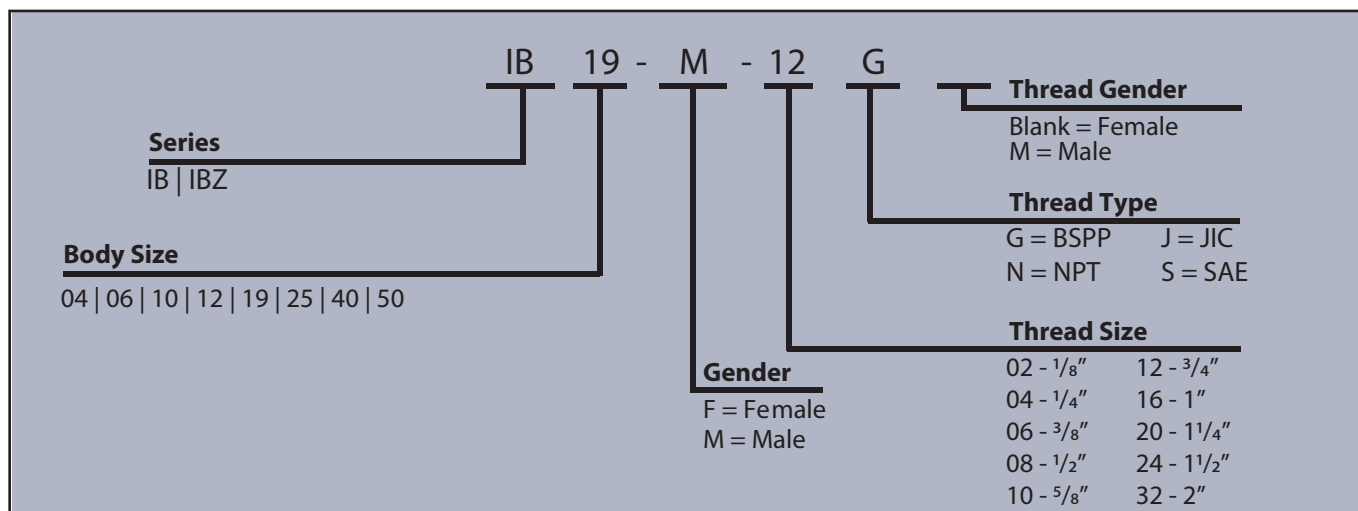 IB 19 - M - 12 G
Series
IB | IBZ
Body Size
04 | 06 | 10 | 12 | 19 | 25 | 40 | 50
Gender
F = Female
M = Male
Thread Gender
Blank = Female
M = Male
Thread Type
G = BSPP J = JIC
N = NPT S = SAE
Thread Size
02 - 1/8” 12 - 3/4”
04 - 1/4” 16 - 1”
06 - 3/8” 20 - 1 1/4”
08 - 1/2” 24 - 1 1/2”
10 - 5/8” 32 - 2”